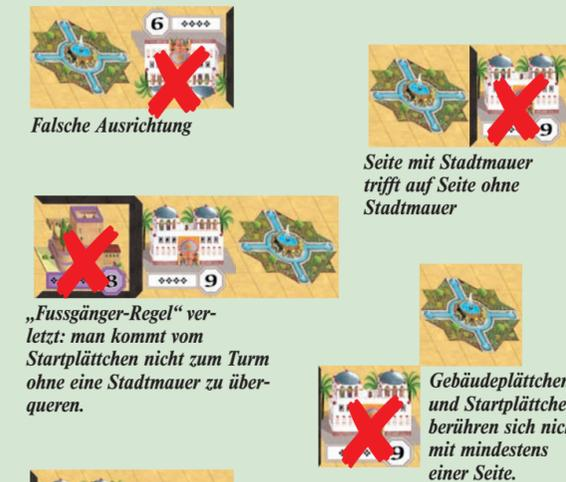 6
Falsche Ausrichtung
9
Seite mit Stadtmauer
trifft auf Seite ohne
Stadtmauer
8
9
„Fussgänger-Regel“ ver-
letzt: man kommt vom
Startplättchen nicht zum Turm
ohne eine Stadtmauer zu über-
queren.
9
Gebäudeplättchen
und Startplättche
berühren sich nic
mit mindestens
einer Seite.